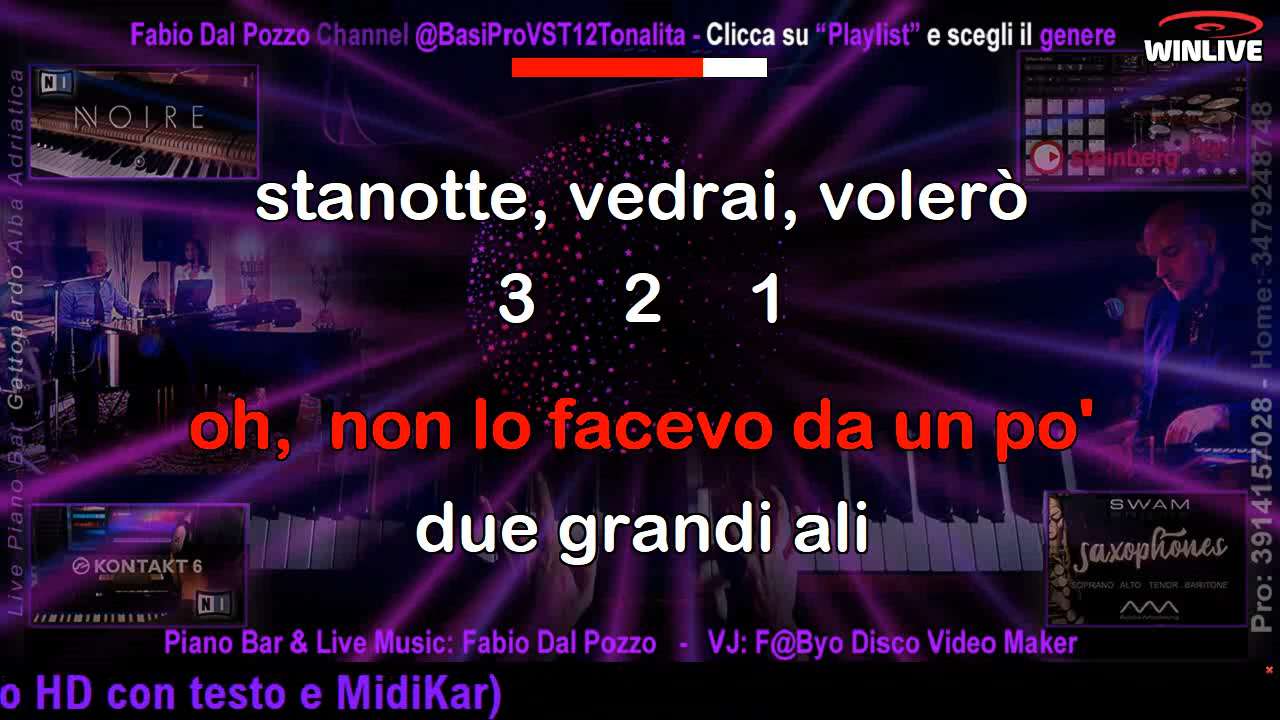 Fabio Dal Pozzo Channel @BasiProVST12Tonalita - Clicca su “Playlist” e scegli il genere
WINLIVE
NI
NOIRE
steinberg
stanotte, vedrai, volerò
3 2 1
oh, non lo facevo da un po'
due grandi ali
Live Piano Bar Gattopardo Alba Adriatica
Pro: 3914157028 - Home: 3479248748
KONTAKT 6
NI
SWAM
saxophones
SOPRANO ALTO TENOR BARITONE
Piano Bar & Live Music: Fabio Dal Pozzo - VJ: F@Byo Disco Video Maker
o HD con testo e MidiKar)